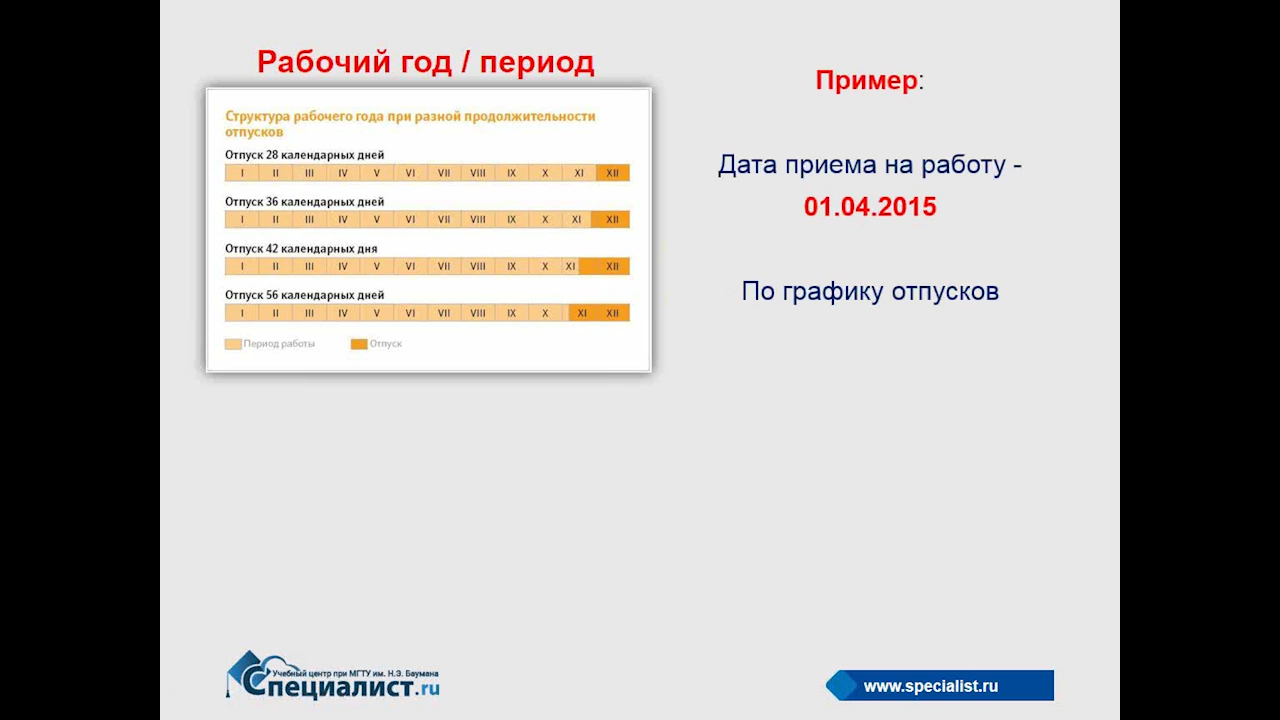 Рабочий год / период
Структура рабочего года при разной продолжительности
отпусков
Отпуск 28 календарных дней
I II III IV V VI VII VIII IX X XI XII
Отпуск 36 календарных дней
I II III IV V VI VII VIII IX X XI XII
Отпуск 42 календарных дня
I II III IV V VI VII VIII IX X XI XII
Отпуск 56 календарных дней
I II III IV V VI VII VIII IX X XI XII
Период работы Отпуск
Пример:
Дата приема на работу -
01.04.2015
По графику отпусков
Учебный центр при МГТУ им. Н.Э. Баумана
Специалист.ru
www.specialist.ru